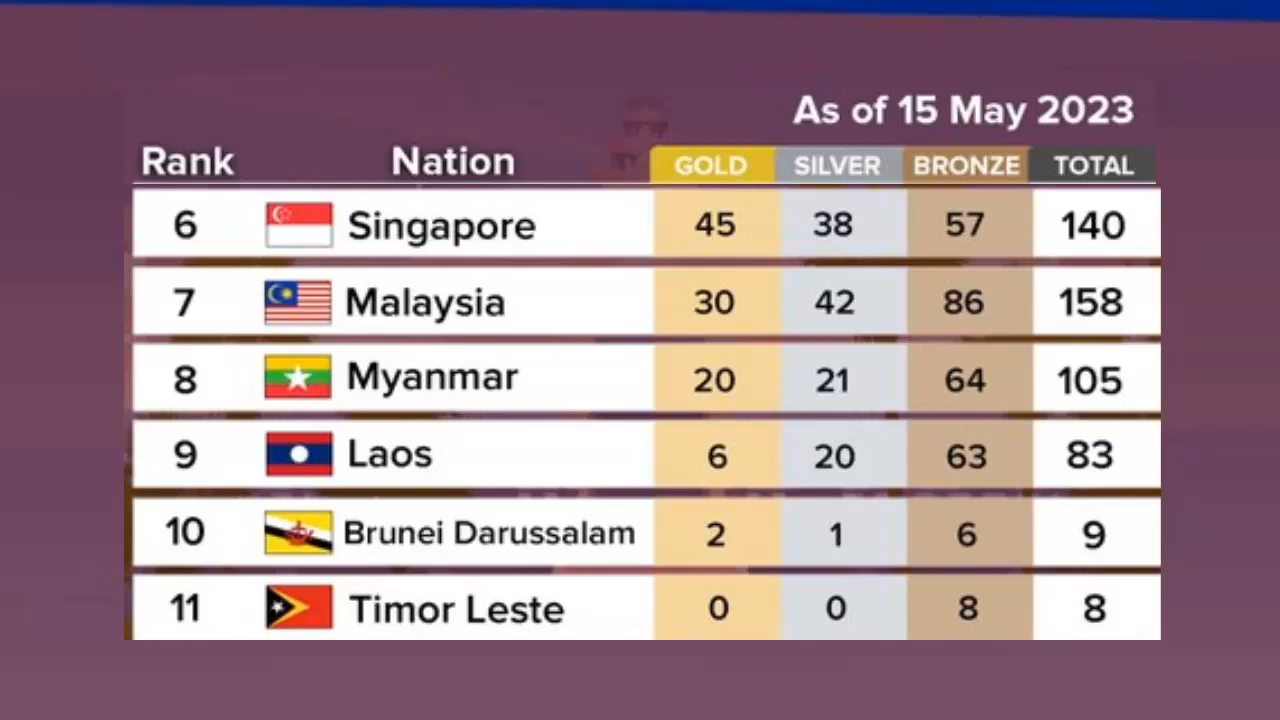 As of 15 May 2023
Rank Nation GOLD SILVER BRONZE TOTAL
6 Singapore 45 38 57 140
7 Malaysia 30 42 86 158
8 Myanmar 20 21 64 105
9 Laos 6 20 63 83
10 Brunei Darussalam 2 1 6 9
11 Timor Leste 0 0 8 8